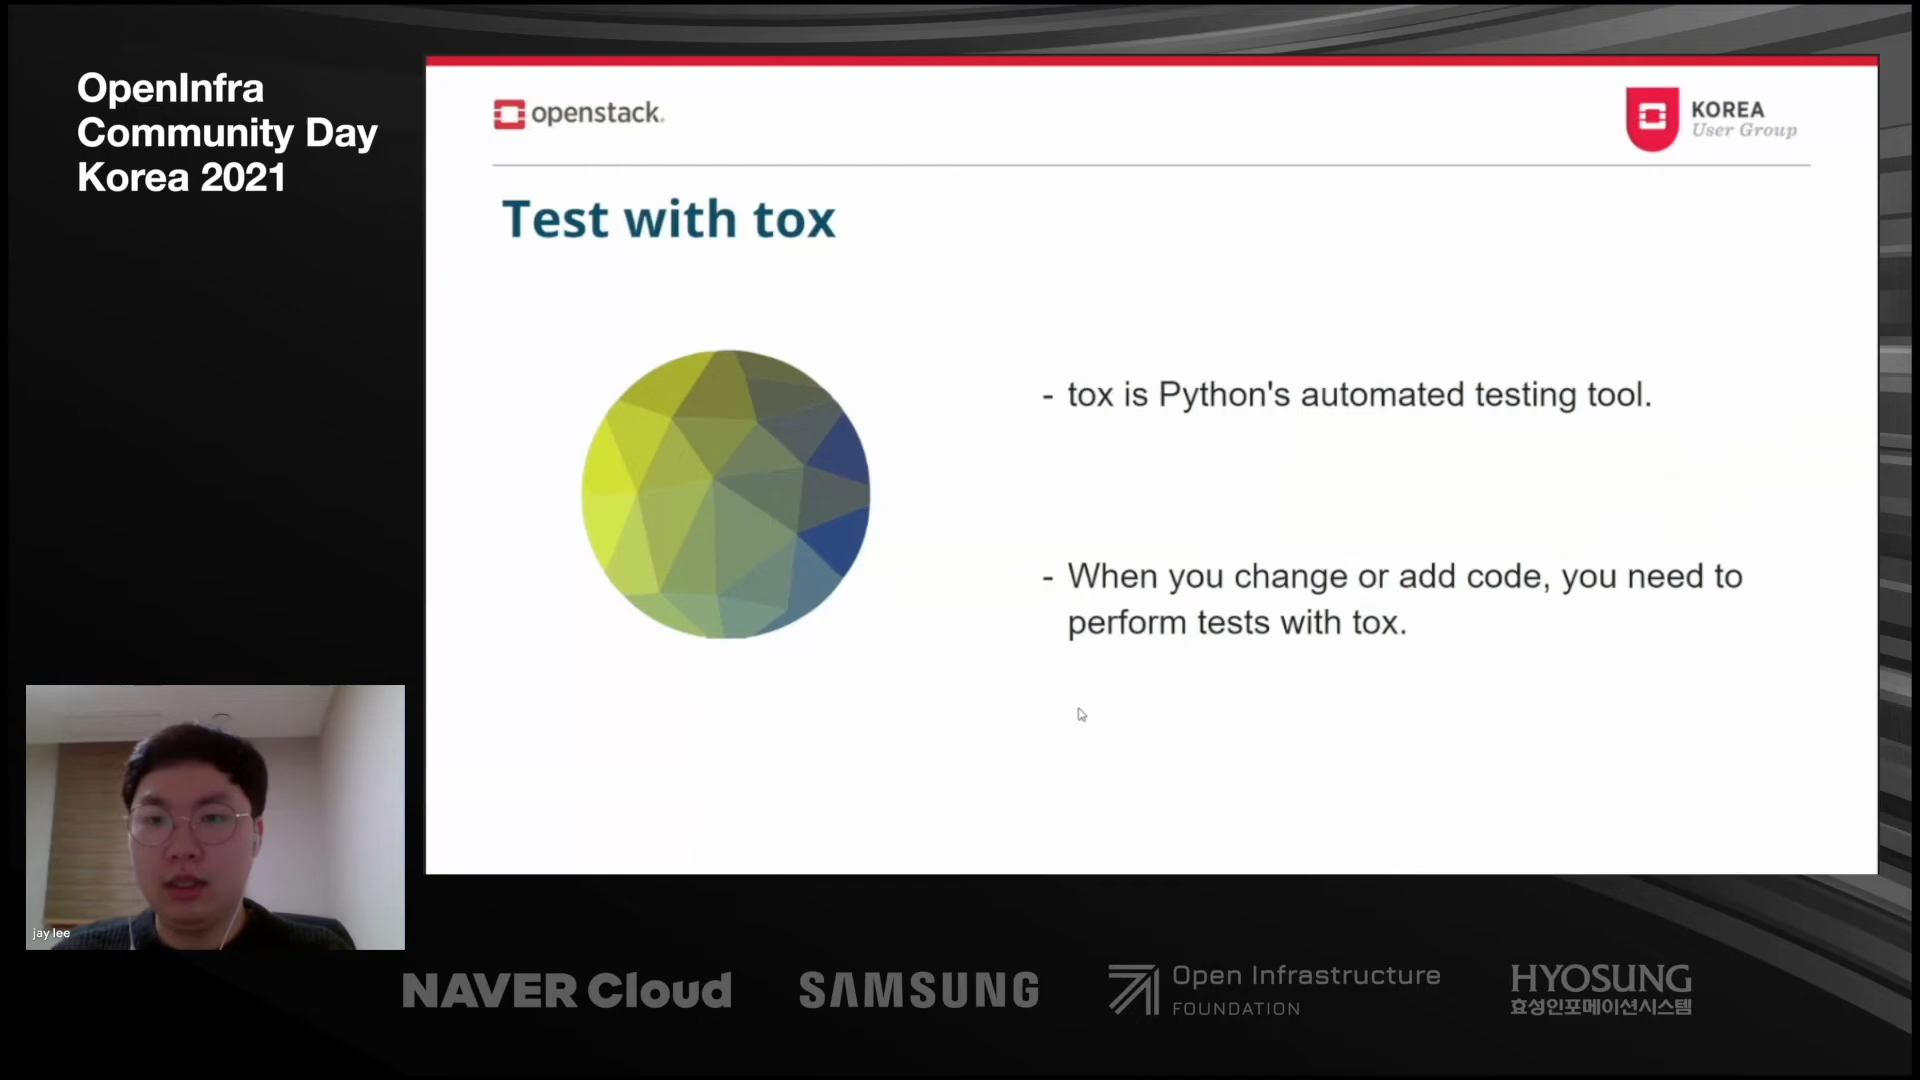 OpenInfra
Community Day
Korea 2021
openstack.
KOREA
User Group
Test with tox
- tox is Python's automated testing tool.
- When you change or add code, you need to
perform tests with tox.
jay lee
NAVER Cloud
SAMSUNG
Open Infrastructure
FOUNDATION
HYOSUNG
효성인포메이션시스템